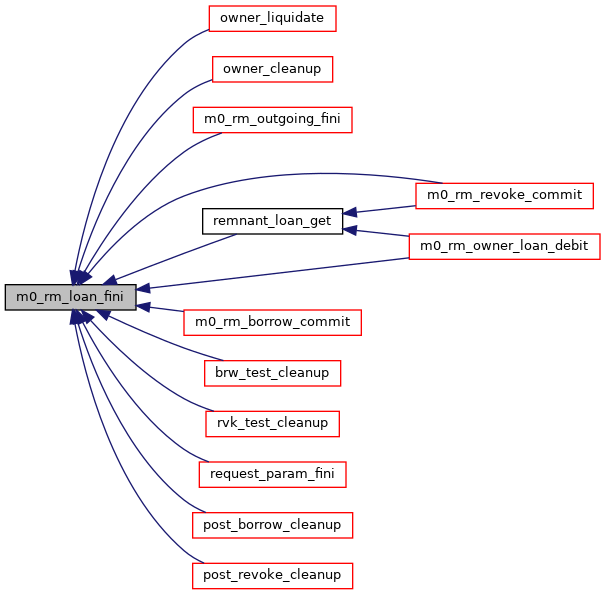 owner_liquidate
owner_cleanup
m0_rm_outgoing_fini
m0_rm_revoke_commit
remnant_loan_get
m0_rm_owner_loan_debit
m0_rm_loan_fini
m0_rm_borrow_commit
brw_test_cleanup
rvk_test_cleanup
request_param_fini
post_borrow_cleanup
post_revoke_cleanup